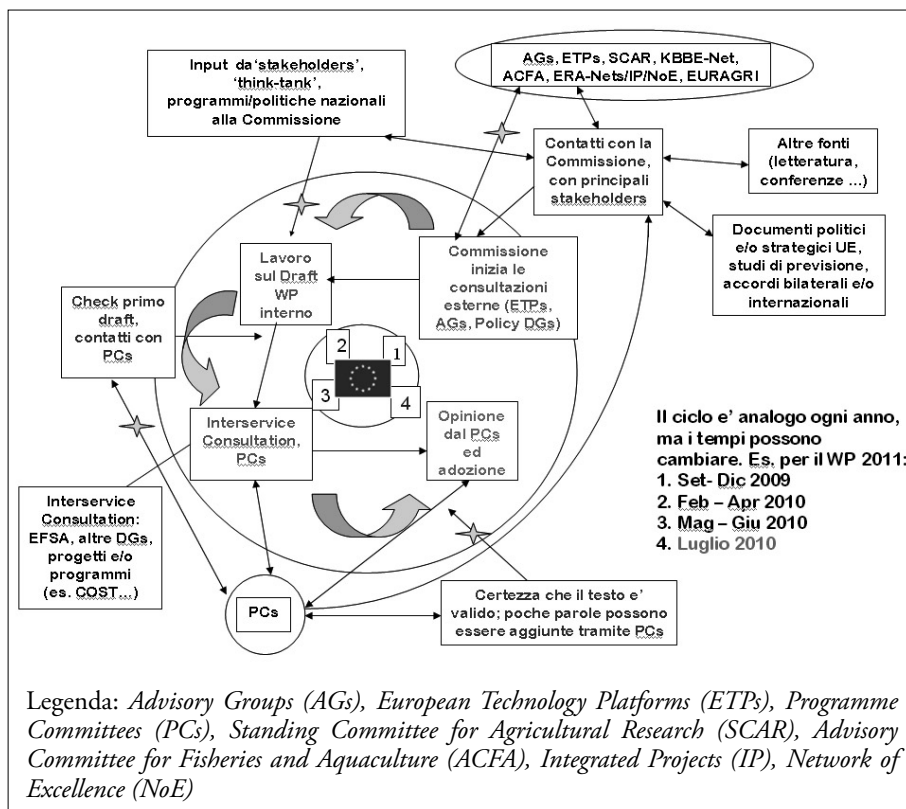 Input da‘stakeholders’,
‘think-tank’,
programmi/politiche nazionali
alla Commissione
AGs, ETPs, SCAR, KBBE-Net,
ACFA, ERA-Nets/IP/NoE, EURAGRI
Contatti con la
Commissione,
con principali
stakeholders
Altre fonti
(letteratura,
conferenze ...)
Documenti politici
e/o strategici UE,
studi di previsione,
accordi bilaterali e/o
internazionali
Lavoro
sul Draft
WP
interno
Commissione
inizia le
consultazioni
esterne (ETPs,
AGs, Policy DGs)
Check primo
draft,
contatti con
PCs
2
1
3
4
Interservice
Consultation,
PCs
Opinione
dal PCs
ed
adozione
Il ciclo e’ analogo ogni anno,
ma i tempi possono
cambiare. Es, per il WP 2011:
1. Set- Dic 2009
2. Feb – Apr 2010
3. Mag – Giu 2010
4. Luglio 2010
Interservice
Consultation:
EFSA, altre DGs,
progetti e/o
programmi
(es. COST...)
PCs
Certezza che il testo e’
valido; poche parole possono
essere aggiunte tramite PCs
Legenda: Advisory Groups (AGs), European Technology Platforms (ETPs), Programme
Committees (PCs), Standing Committee for Agricultural Research (SCAR), Advisory
Committee for Fisheries and Aquaculture (ACFA), Integrated Projects (IP), Network of
Excellence (NoE)